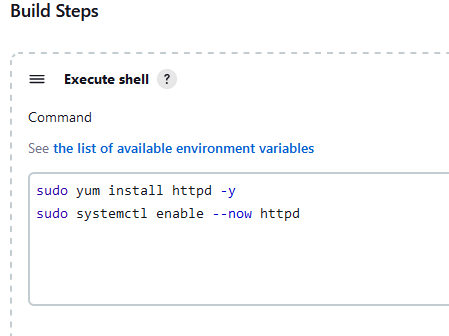 Build Steps
Execute shell ?
Command
See the list of available environment variables
sudo yum install httpd -y
sudo systemctl enable --now httpd